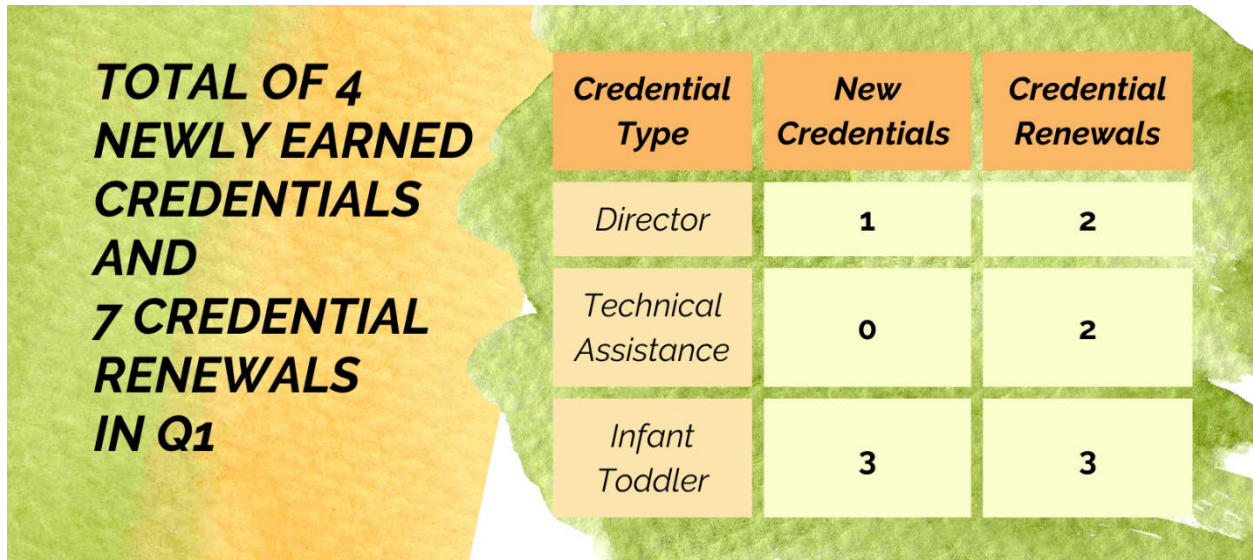 TOTAL OF 4
NEWLY EARNED
CREDENTIALS
AND
7 CREDENTIAL
RENEWALS
IN Q1
Credential Type New Credentials Credential Renewals
Director 1 2
Technical Assistance 0 2
Infant Toddler 3 3